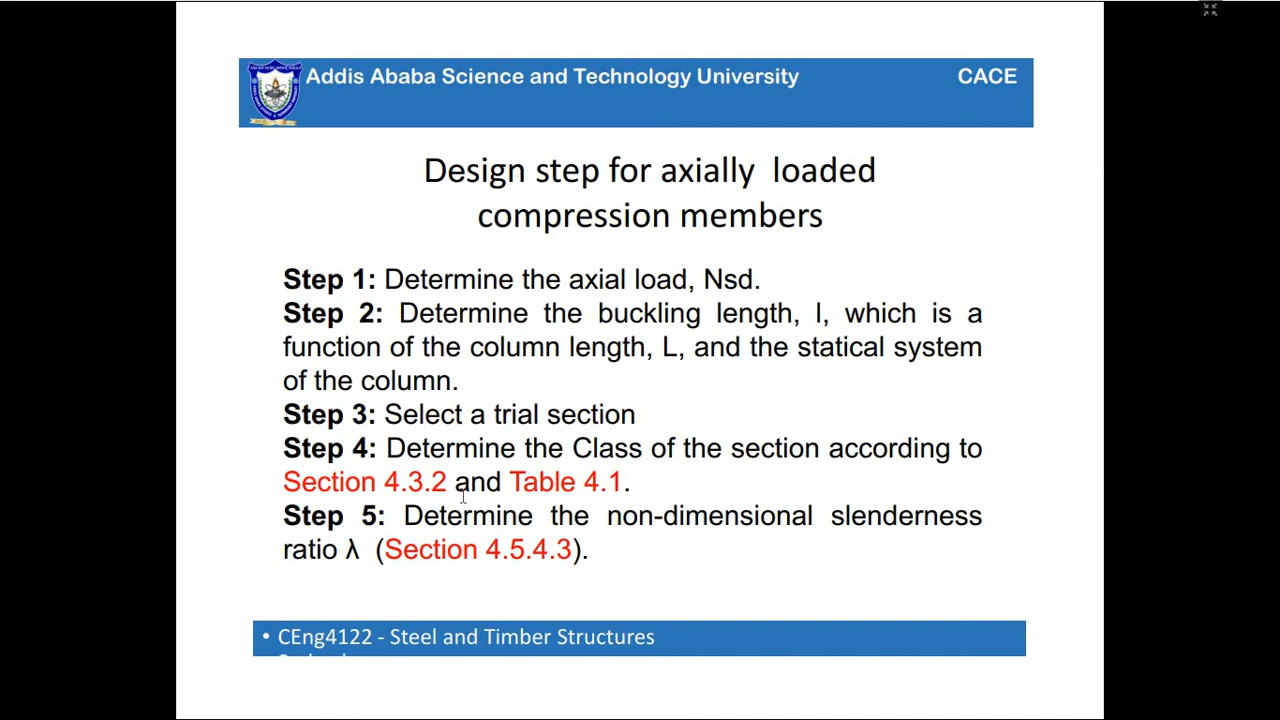 Addis Ababa Science and Technology University CACE
Design step for axially loaded
compression members
Step 1: Determine the axial load, Nsd.
Step 2: Determine the buckling length, l, which is a
function of the column length, L, and the statical system
of the column.
Step 3: Select a trial section
Step 4: Determine the Class of the section according to
Section 4.3.2 and Table 4.1.
Step 5: Determine the non-dimensional slenderness
ratio λ (Section 4.5.4.3).
• CEng4122 - Steel and Timber Structures